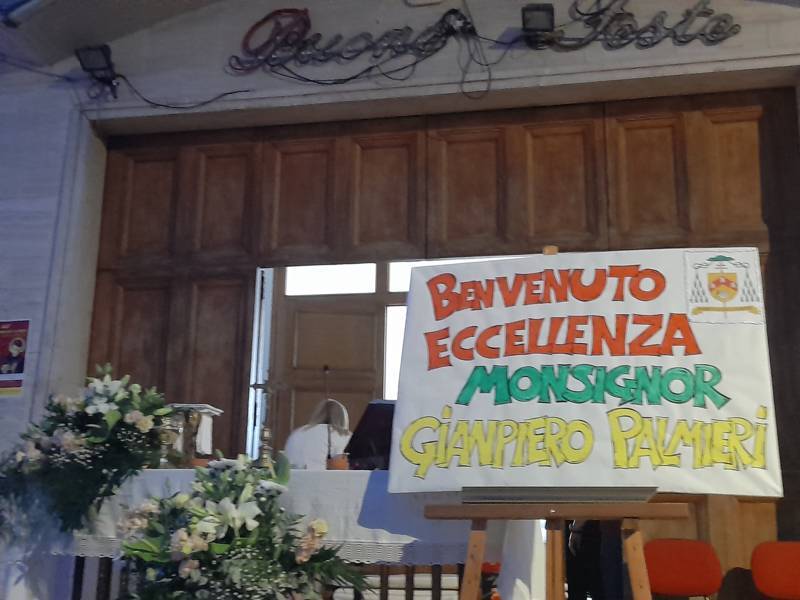 Buone Feste
BENVENUTO
ECCELLENZA
MONSIGNOR
GIANPIERO PALMIERI